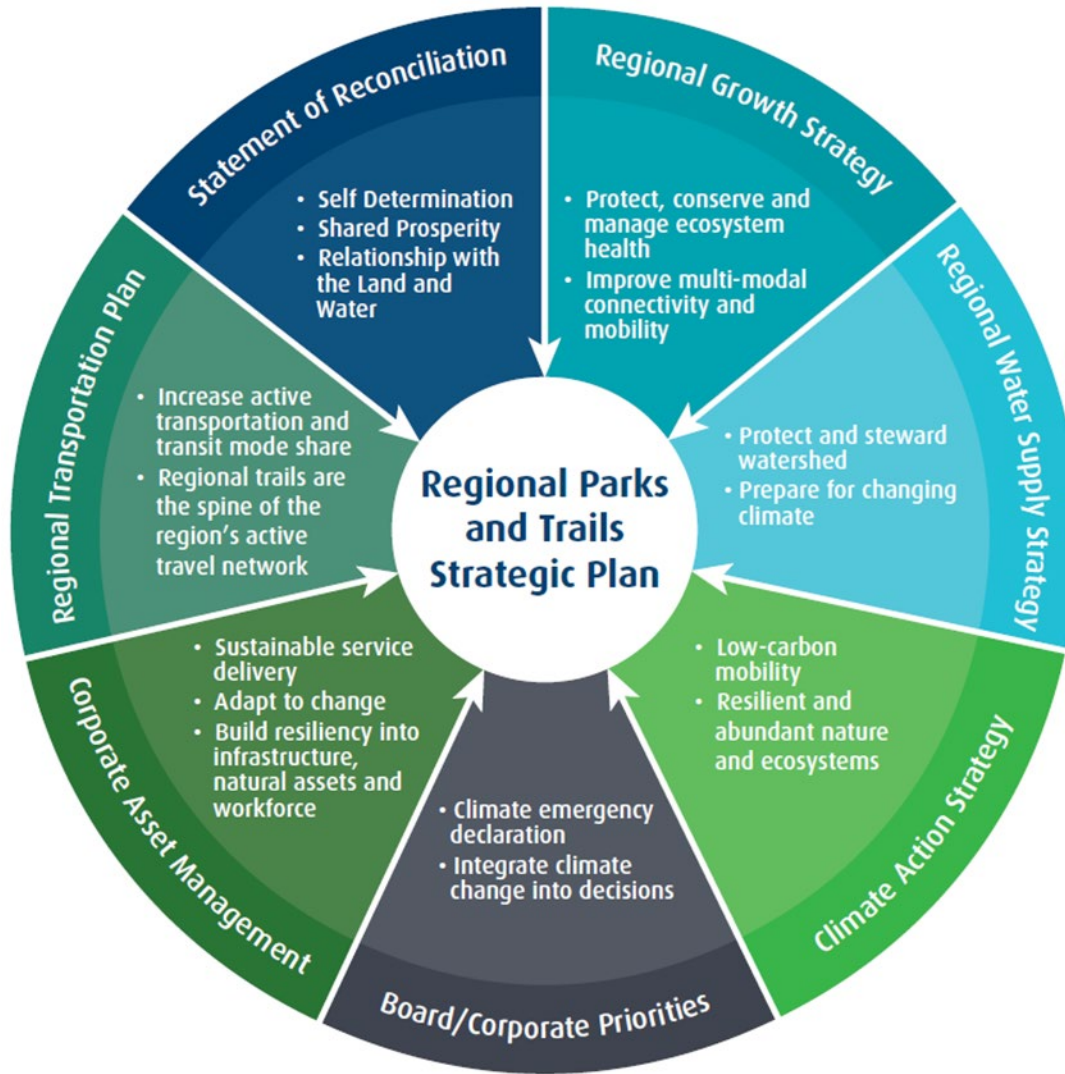 Statement of Reconciliation
• Self Determination
• Shared Prosperity
• Relationship with
the Land and
Water
Regional Growth Strategy
• Protect, conserve and
manage ecosystem
health
• Improve multi-modal
connectivity and
mobility
Regional Water Supply Strategy
• Protect and steward
watershed
• Prepare for changing
climate
Climate Action Strategy
• Low-carbon
mobility
• Resilient and
abundant nature
and ecosystems
Board/Corporate Priorities
• Climate emergency
declaration
• Integrate climate
change into decisions
Corporate Asset Management
• Sustainable service
delivery
• Adapt to change
• Build resiliency into
infrastructure,
natural assets and
workforce
Regional Transportation Plan
• Increase active
transportation and
transit mode share
• Regional trails are
the spine of the
region's active
travel network
Regional Parks
and Trails
Strategic Plan